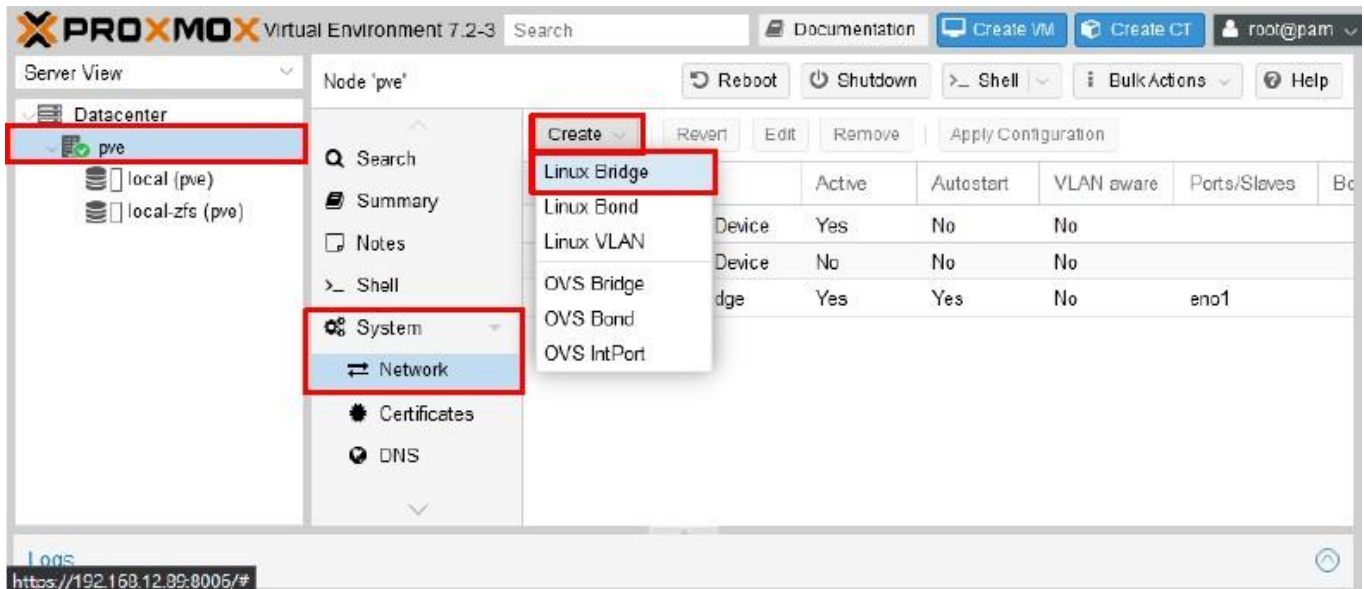 PROXMOX Virtual Environment 7.2-3 Search Documentation Create VM Create CT root@pam
Server View
Node 'pve' Reboot Shutdown >_ Shell Bulk Actions Help
Datacenter
pve
local (pve)
local-zfs (pve)
Search
Summary
Notes
>_ Shell
System
Network
Certificates
DNS
Create Revert Edit Remove Apply Configuration
Linux Bridge
Linux Bond
Linux VLAN
OVS Bridge
OVS Bond
OVS IntPort
Active Autostart VLAN aware Ports/Slaves Bo
Device Yes No No
Device No No No
dge Yes Yes No eno1
Logs
https://192.168.12.89:8006/#